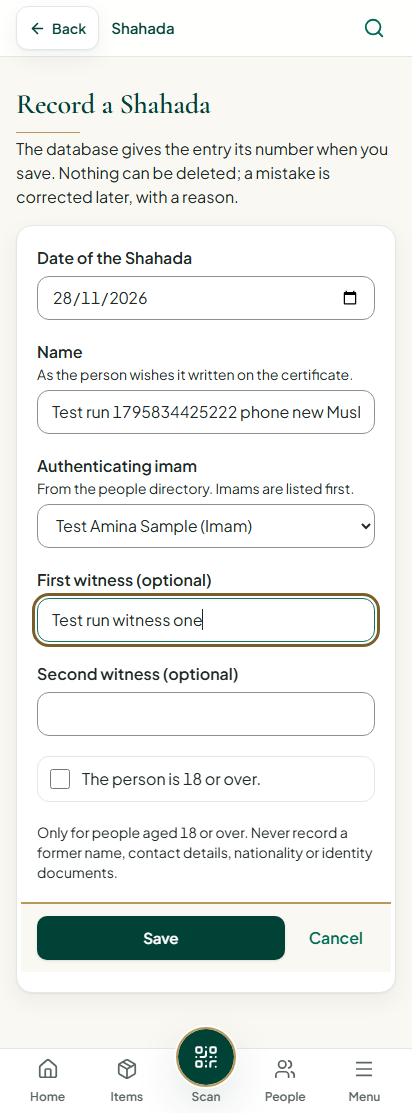 Back
Shahada
Record a Shahada
The database gives the entry its number when you
save. Nothing can be deleted; a mistake is
corrected later, with a reason.
Date of the Shahada
28/11/2026
Name
As the person wishes it written on the certificate.
Test run 1795834425222 phone new Musl
Authenticating imam
From the people directory. Imams are listed first.
Test Amina Sample (Imam)
First witness (optional)
Test run witness one
Second witness (optional)
The person is 18 or over.
Only for people aged 18 or over. Never record a
former name, contact details, nationality or identity
documents.
Save
Cancel
Home
Items
Scan
People
Menu